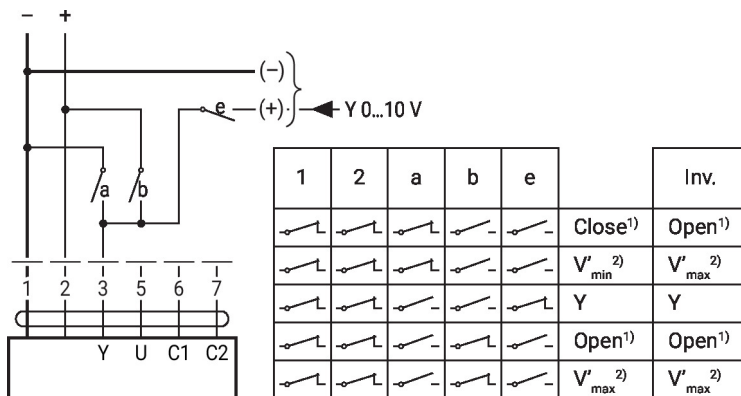 − +
(−)
e (+) Y 0...10 V
a b
1 2 3 5 6 7
Y U C1 C2
1 2 a b e Inv.
Close¹⁾ Open¹⁾
V'min²⁾ V'max²⁾
Y Y
Open¹⁾ Open¹⁾
V'max²⁾ V'max²⁾